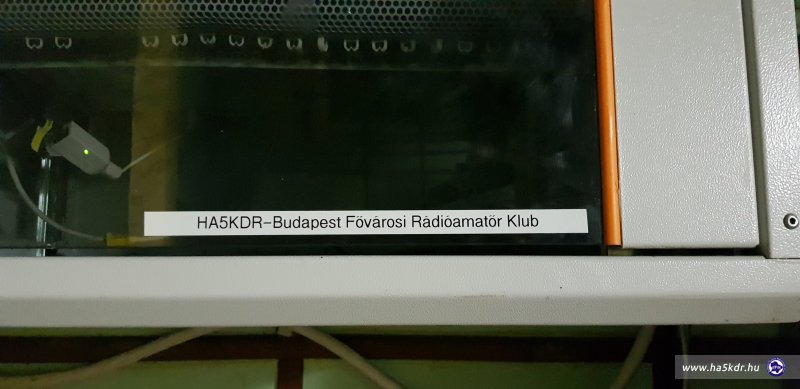 HA5KDR-Budapest Fővárosi Rádióamatőr Klub
www.ha5kdr.hu